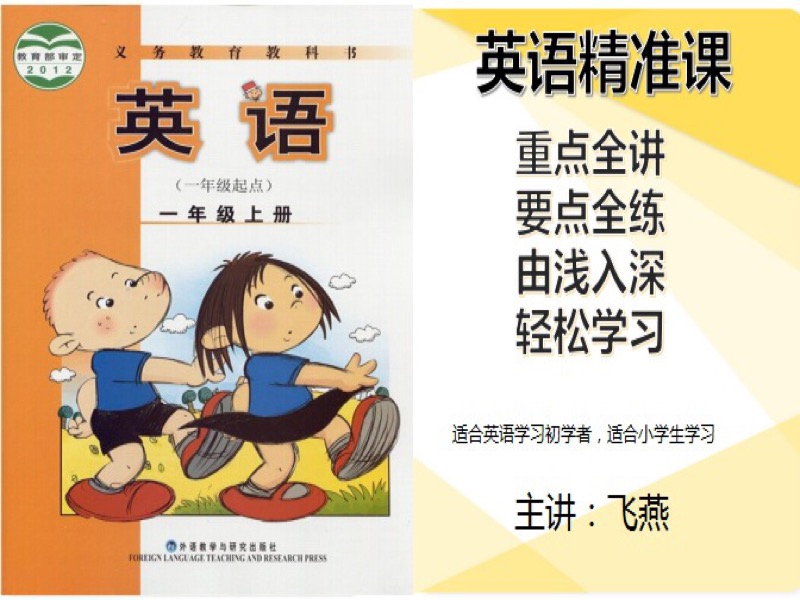 教育部审定
2012
义务教育教科书
英语
（一年级起点）
一年级上册
外语教学与研究出版社
FOREIGN LANGUAGE TEACHING AND RESEARCH PRESS
英语精准课
重点全讲
要点全练
由浅入深
轻松学习
适合英语学习初学者，适合小学生学习
主讲：飞燕